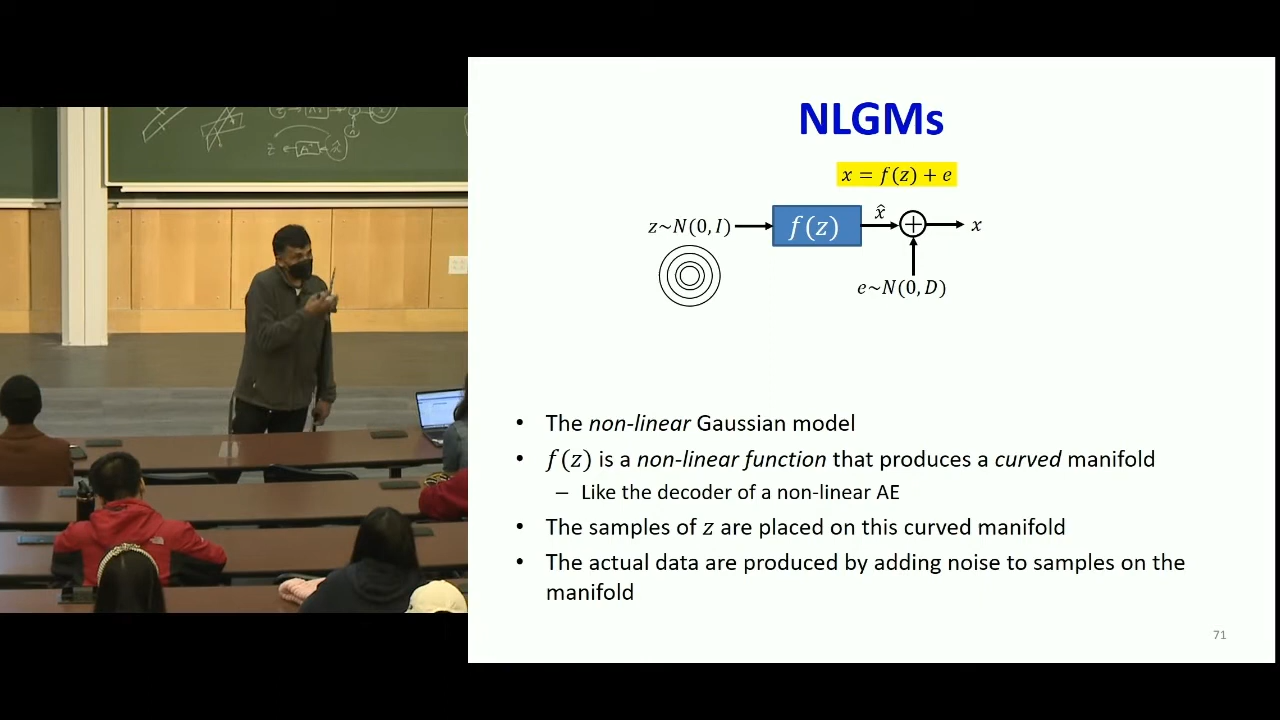 NLGMs
x = f(z) + e
z~N(0, I)
f(z)
x̂
x
e~N(0, D)
• The non-linear Gaussian model
• f(z) is a non-linear function that produces a curved manifold
– Like the decoder of a non-linear AE
• The samples of z are placed on this curved manifold
• The actual data are produced by adding noise to samples on the
manifold
71